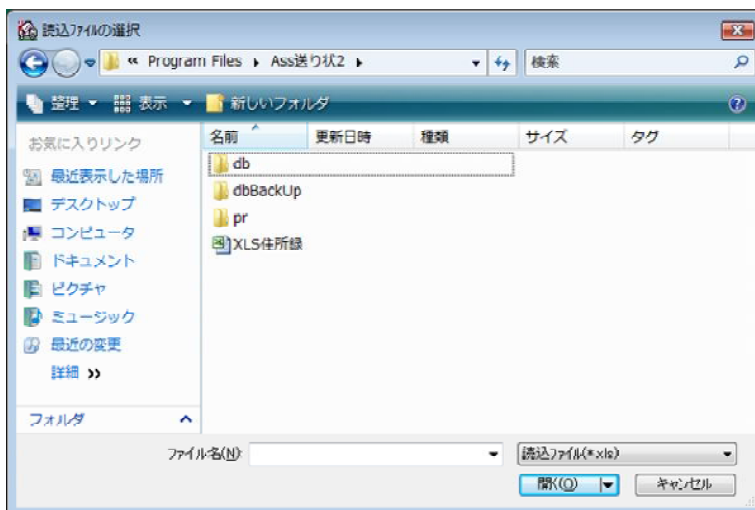 読込ファイルの選択
« Program Files ▸ Ass送り状2 ▸
検索
整理 表示 新しいフォルダ
お気に入りリンク
最近表示した場所
デスクトップ
コンピュータ
ドキュメント
ピクチャ
ミュージック
最近の変更
詳細 »
フォルダ
名前 更新日時 種類 サイズ タグ
db
dbBackUp
pr
XLS住所録
ファイル名(N):
読込ファイル(*.xls)
開く(O) キャンセル